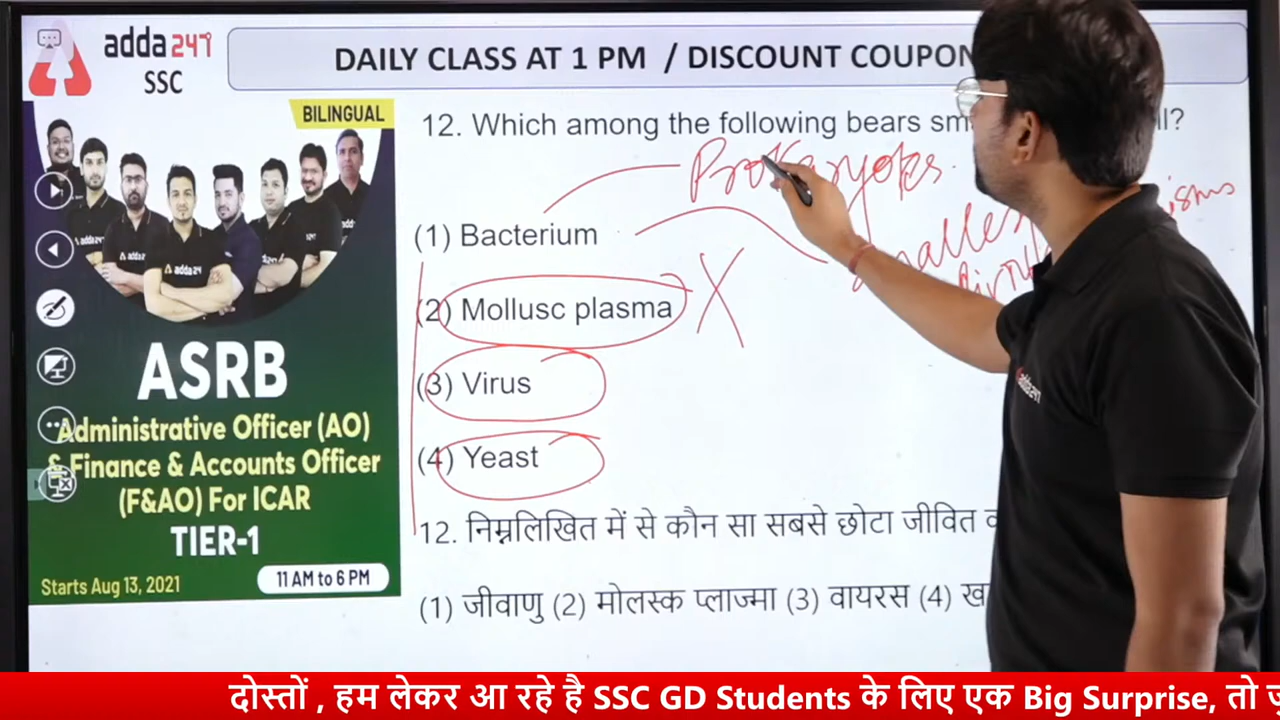 adda247
SSC
DAILY CLASS AT 1 PM / DISCOUNT COUPON
BILINGUAL
12. Which among the following bears
Prokaryotes.
(1) Bacterium
(2) Mollusc plasma
X
(3) Virus
(4) Yeast
ASRB
Administrative Officer (AO)
& Finance & Accounts Officer
(F&AO) For ICAR
TIER-1
Starts Aug 13, 2021
11 AM to 6 PM
12. निम्नलिखित में से कौन सा सबसे छोटा जीवित
(1) जीवाणु (2) मोलस्क प्लाज्मा (3) वायरस (4)
दोस्तों , हम लेकर आ रहे है SSC GD Students के लिए एक Big Surprise, तो